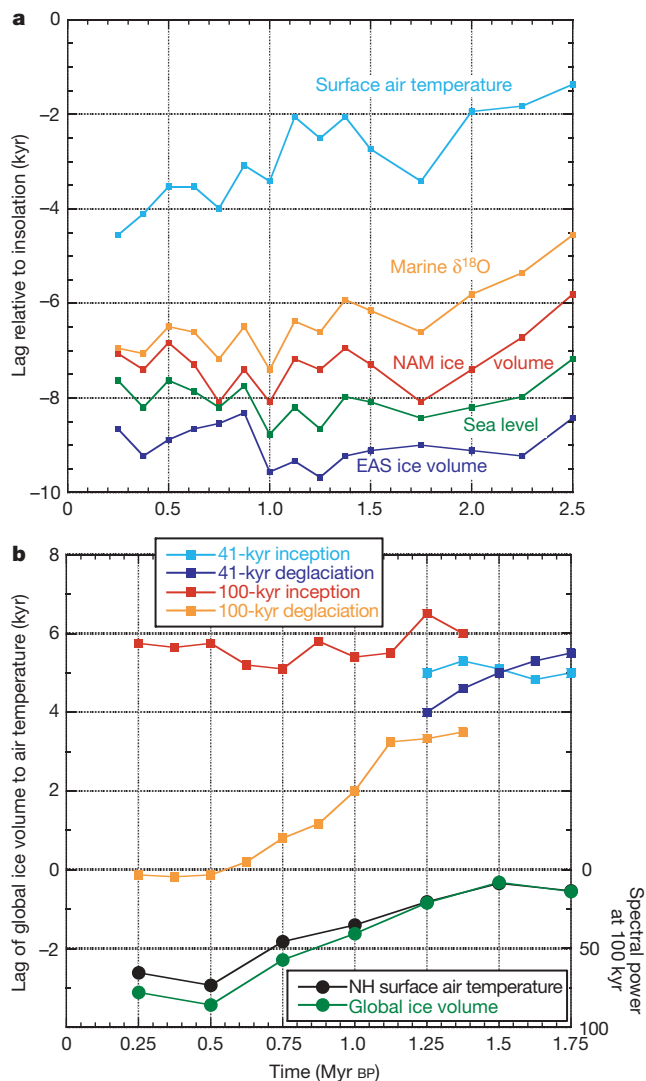 a
0
−2
−4
−6
−8
−10
Lag relative to insolation (kyr)
Surface air temperature
Marine δ¹⁸O
NAM ice volume
Sea level
EAS ice volume
0
0.5
1.0
1.5
2.0
2.5
b
8
6
4
2
0
−2
Lag of global ice volume to air temperature (kyr)
41-kyr inception
41-kyr deglaciation
100-kyr inception
100-kyr deglaciation
0
50
100
Spectral power
at 100 kyr
NH surface air temperature
Global ice volume
0
0.25
0.5
0.75
1.0
1.25
1.5
1.75
Time (Myr BP)